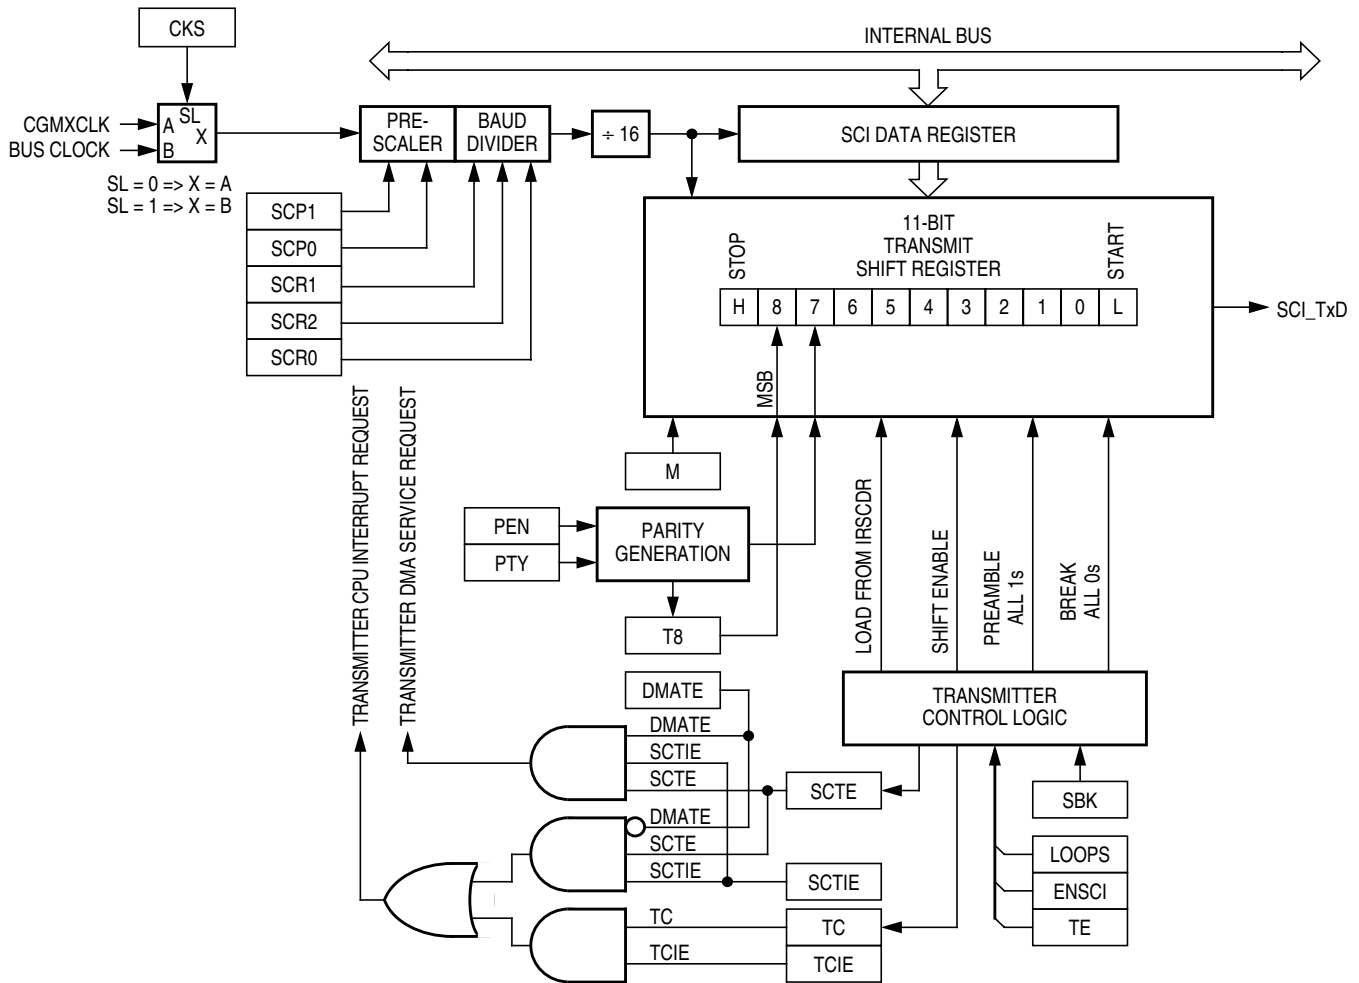 CKS
INTERNAL BUS
CGMXCLK
BUS CLOCK
A
SL
X
B
SL = 0 => X = A
SL = 1 => X = B
PRE-
SCALER
BAUD
DIVIDER
÷ 16
SCI DATA REGISTER
SCP1
SCP0
SCR1
SCR2
SCR0
11-BIT
TRANSMIT
SHIFT REGISTER
STOP
START
H 8 7 6 5 4 3 2 1 0 L
SCI_TxD
MSB
M
PEN
PTY
PARITY
GENERATION
T8
TRANSMITTER CPU INTERRUPT REQUEST
TRANSMITTER DMA SERVICE REQUEST
LOAD FROM IRSCDR
SHIFT ENABLE
PREAMBLE
ALL 1s
BREAK
ALL 0s
TRANSMITTER
CONTROL LOGIC
DMATE
DMATE
SCTIE
SCTE
SCTE
DMATE
SCTE
SCTIE
SCTIE
TC
TC
TCIE
TCIE
SBK
LOOPS
ENSCI
TE